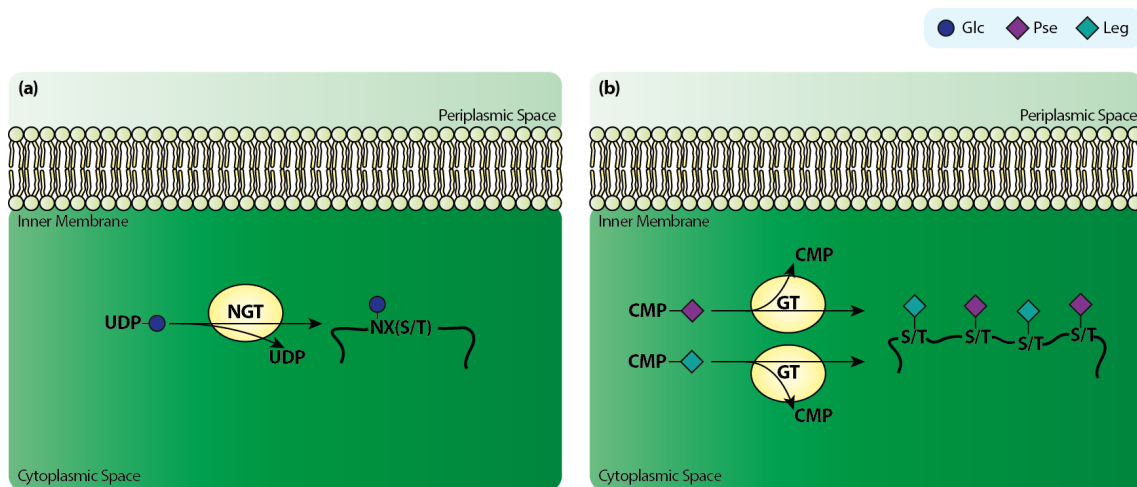 Glc Pse Leg
(a)
Periplasmic Space
Inner Membrane
NGT
UDP
NX(S/T)
UDP
Cytoplasmic Space
(b)
Periplasmic Space
Inner Membrane
CMP
CMP
GT
S/T S/T S/T S/T
CMP
GT
CMP
Cytoplasmic Space